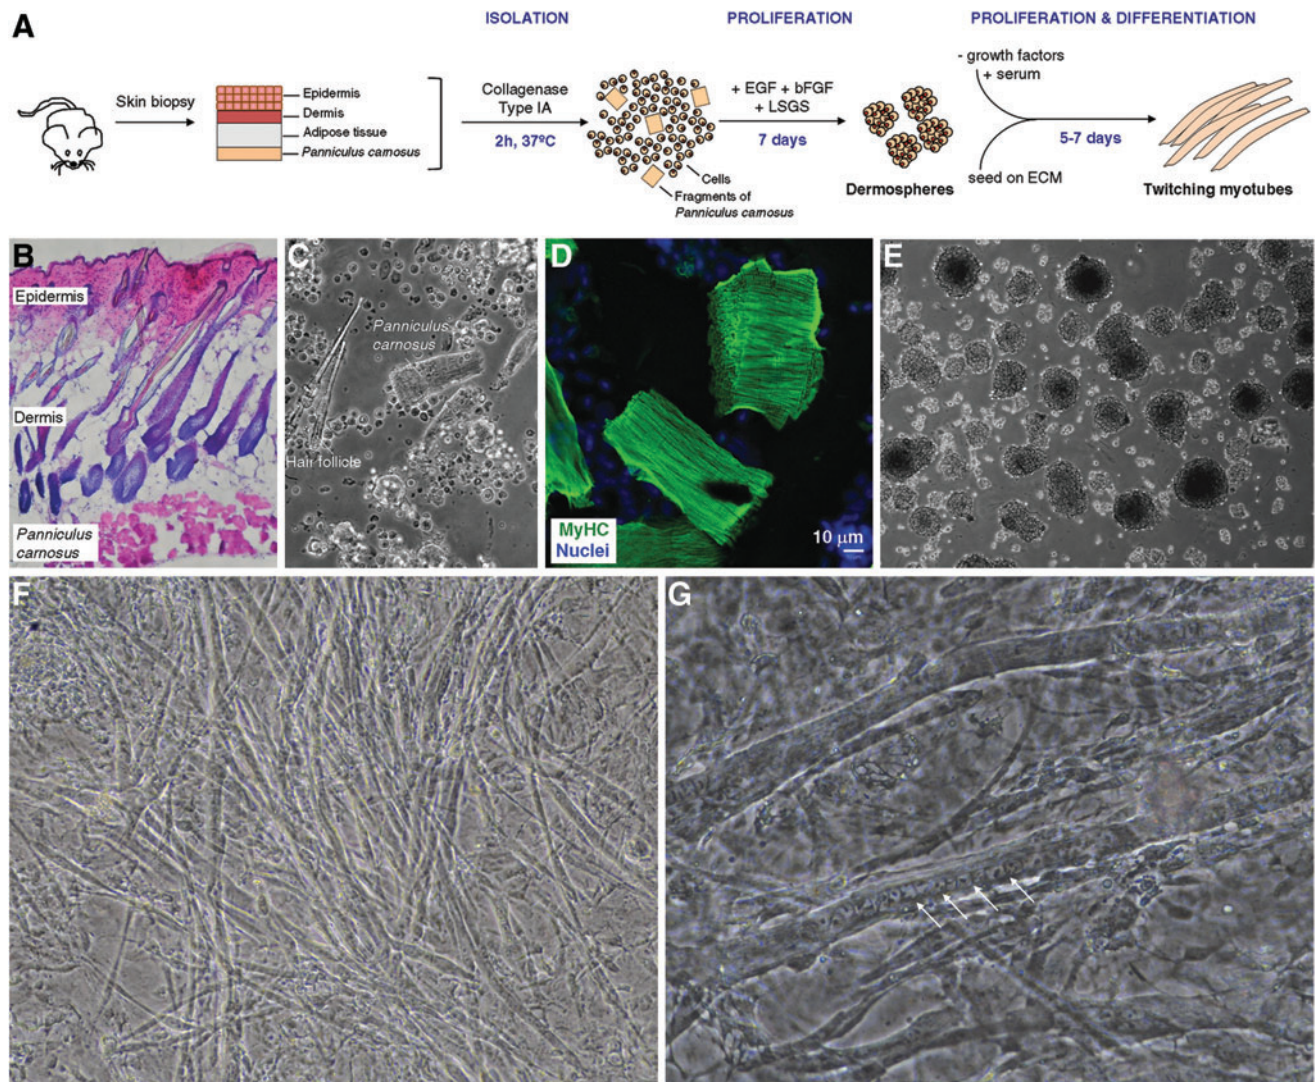 A
ISOLATION
PROLIFERATION
PROLIFERATION & DIFFERENTIATION
Skin biopsy
Epidermis
Dermis
Adipose tissue
Panniculus carnosus
Collagenase
Type IA
2h, 37ºC
Cells
Fragments of
Panniculus carnosus
+ EGF + bFGF
+ LSGS
7 days
Dermospheres
- growth factors
+ serum
5-7 days
seed on ECM
Twitching myotubes
B
Epidermis
Dermis
Panniculus
carnosus
C
Panniculus
carnosus
Hair follicle
D
MyHC
Nuclei
10 µm
E
F
G